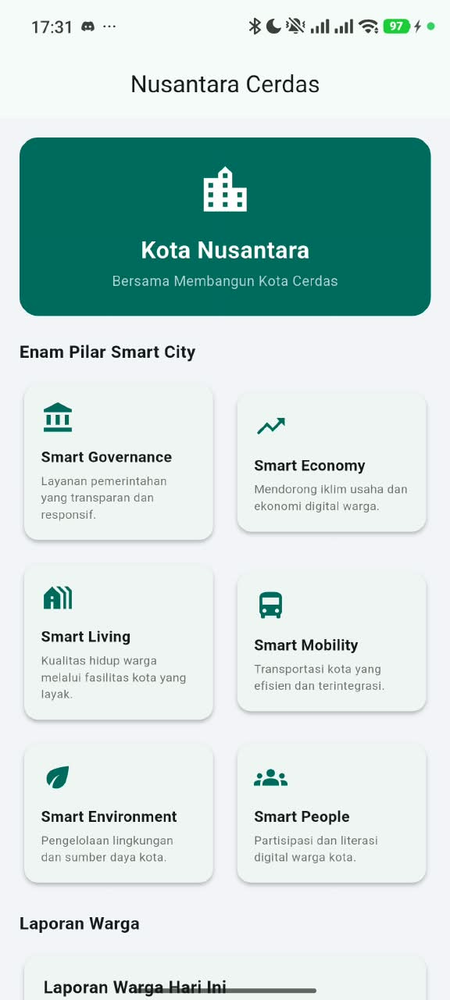 17:31
97
Nusantara Cerdas
Kota Nusantara
Bersama Membangun Kota Cerdas
Enam Pilar Smart City
Smart Governance
Layanan pemerintahan
yang transparan dan
responsif.
Smart Economy
Mendorong iklim usaha dan
ekonomi digital warga.
Smart Living
Kualitas hidup warga
melalui fasilitas kota yang
layak.
Smart Mobility
Transportasi kota yang
efisien dan terintegrasi.
Smart Environment
Pengelolaan lingkungan
dan sumber daya kota.
Smart People
Partisipasi dan literasi
digital warga kota.
Laporan Warga
Laporan Warga Hari Ini